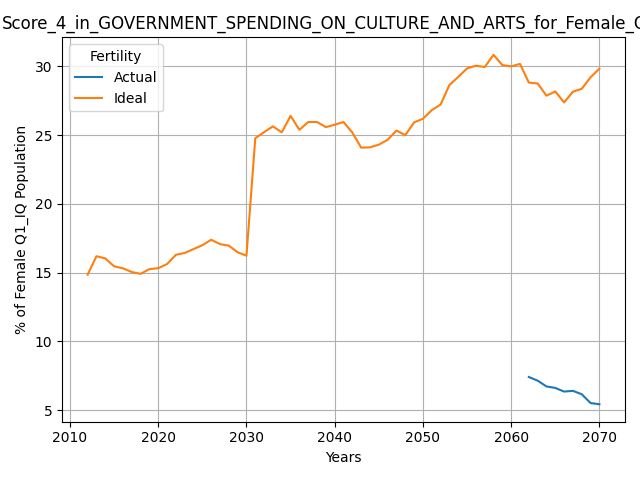 Score_4_in_GOVERNMENT_SPENDING_ON_CULTURE_AND_ARTS_for_Female_
Fertility
Actual
Ideal
% of Female Q1_IQ Population
30
25
20
15
10
5
2010 2020 2030 2040 2050 2060 2070
Years